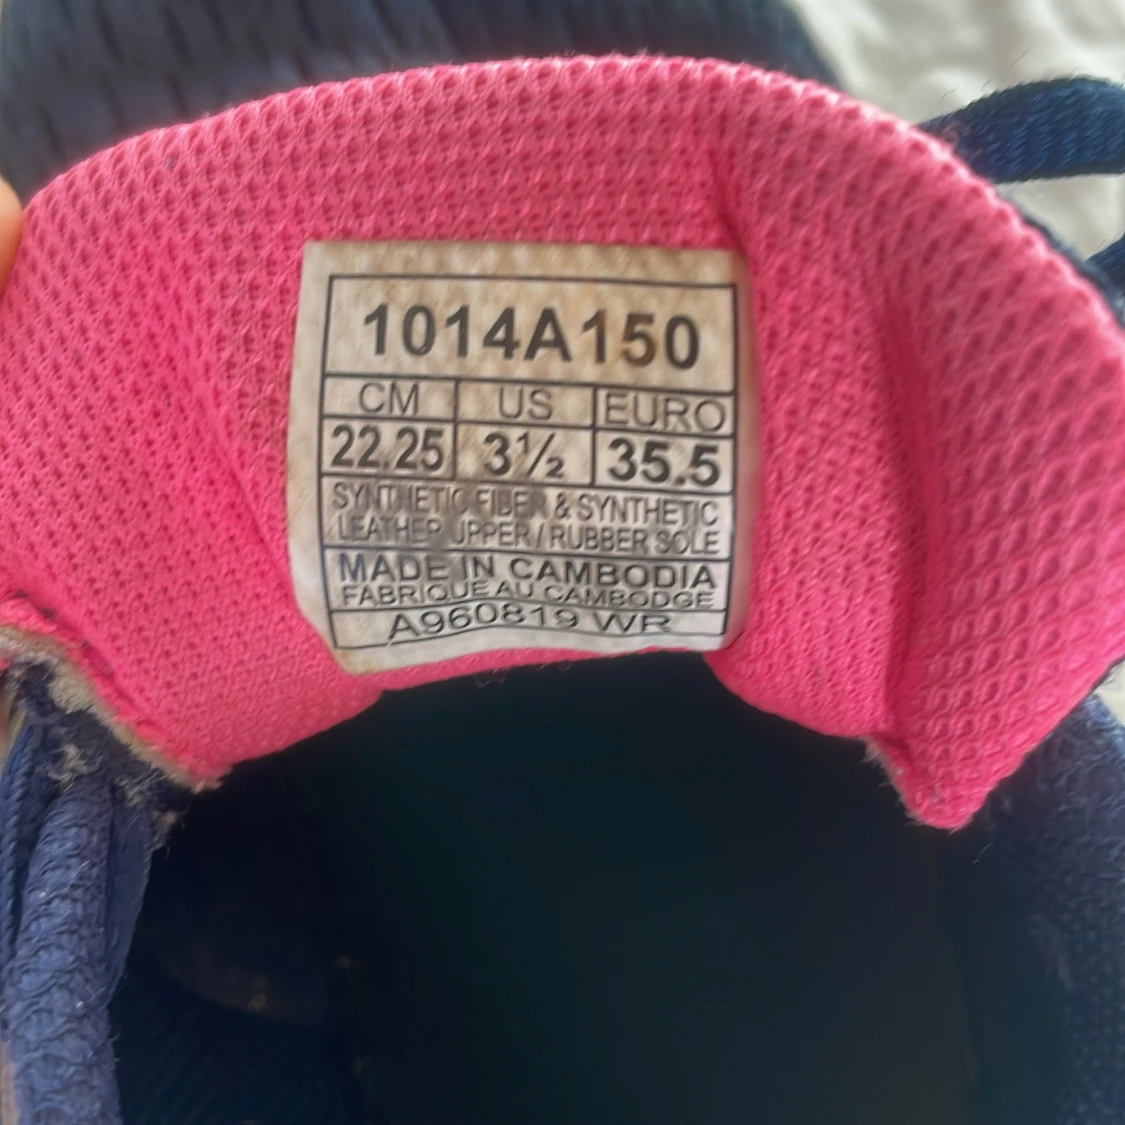 1014A150
CM US EURO
22.25 3½ 35.5
SYNTHETIC FIBER & SYNTHETIC
LEATHER UPPER / RUBBER SOLE
MADE IN CAMBODIA
FABRIQUE AU CAMBODGE
A960819 WR